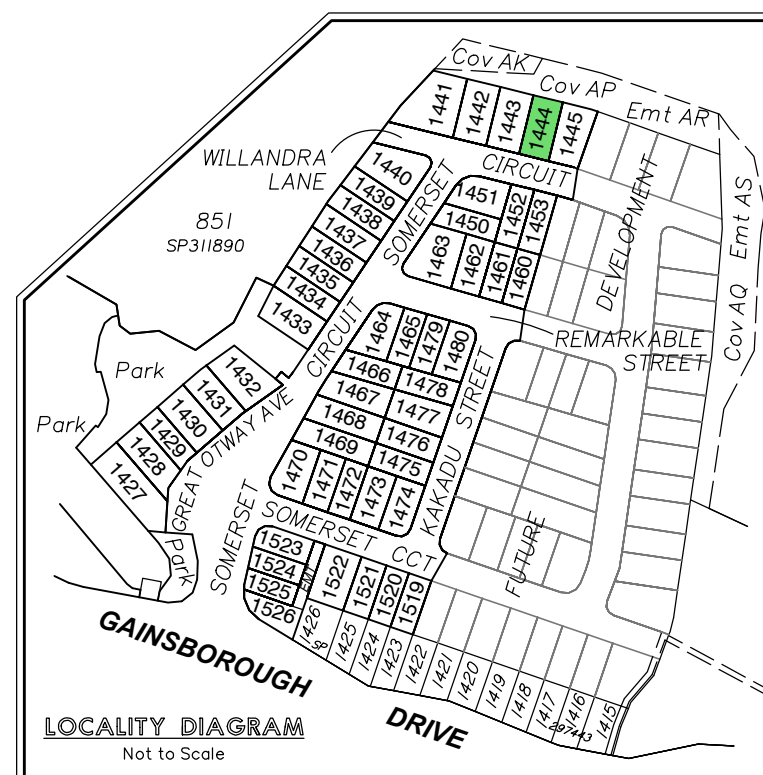 Cov AK
Cov AP
Emt AR
1441
1442
1443
1444
1445
WILLANDRA
LANE
CIRCUIT
1440
1439
1438
1437
1436
1435
1434
1433
SOMERSET
1451
1450
1452
1453
1463
1462
1461
1460
DEVELOPMENT
Emt AS
Cov AQ
851
SP311890
CIRCUIT
1464
1465
1479
1480
REMARKABLE
STREET
Park
1432
1431
1430
1429
1428
1427
Park
GREAT OTWAY AVE
1466
1478
1467
1477
1468
1476
1469
1475
1470
1471
1472
1473
1474
KAKADU STREET
SOMERSET
SOMERSET CCT
FUTURE
Park
1523
1524
1525
1526
EMT
1522
1521
1520
1519
1426
SP
1425
1424
1423
1422
1421
1420
1419
1418
1417
1416
1415
297443
GAINSBOROUGH
DRIVE
LOCALITY DIAGRAM
Not to Scale